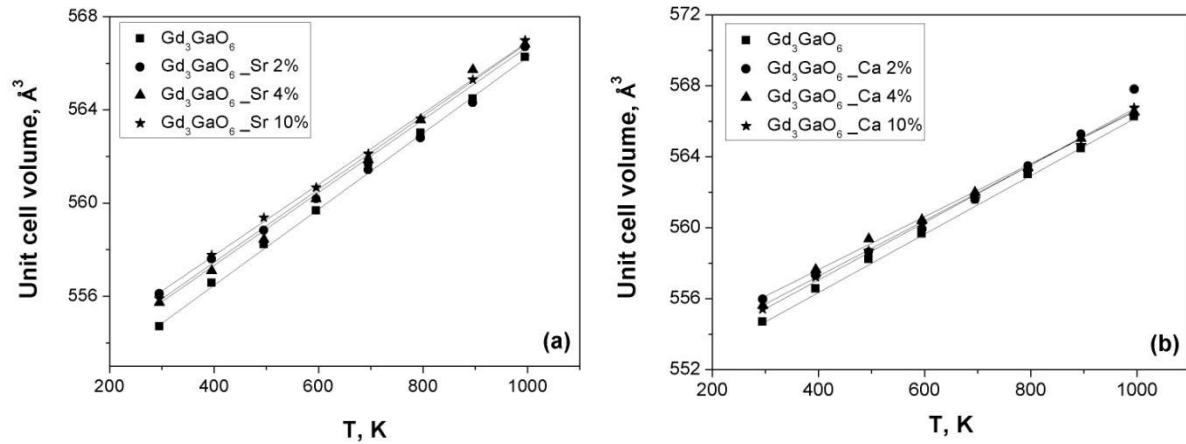 568
564
560
556
Unit cell volume, Å³
Gd₃GaO₆
Gd₃GaO₆_Sr 2%
Gd₃GaO₆_Sr 4%
Gd₃GaO₆_Sr 10%
(a)
200 400 600 800 1000
T, K
572
568
564
560
556
552
Unit cell volume, Å³
Gd₃GaO₆
Gd₃GaO₆_Ca 2%
Gd₃GaO₆_Ca 4%
Gd₃GaO₆_Ca 10%
(b)
200 400 600 800 1000
T, K